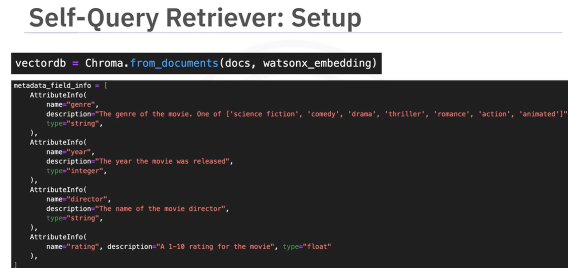 Self-Query Retriever: Setup
vectordb = Chroma.from_documents(docs, watsonx_embedding)
metadata_field_info = [
    AttributeInfo(
        name="genre",
        description="The genre of the movie. One of ['science fiction', 'comedy', 'drama', 'thriller', 'romance', 'action', 'animated']",
        type="string",
    ),
    AttributeInfo(
        name="year",
        description="The year the movie was released",
        type="integer",
    ),
    AttributeInfo(
        name="director",
        description="The name of the movie director",
        type="string",
    ),
    AttributeInfo(
        name="rating", description="A 1-10 rating for the movie", type="float"
    ),
]